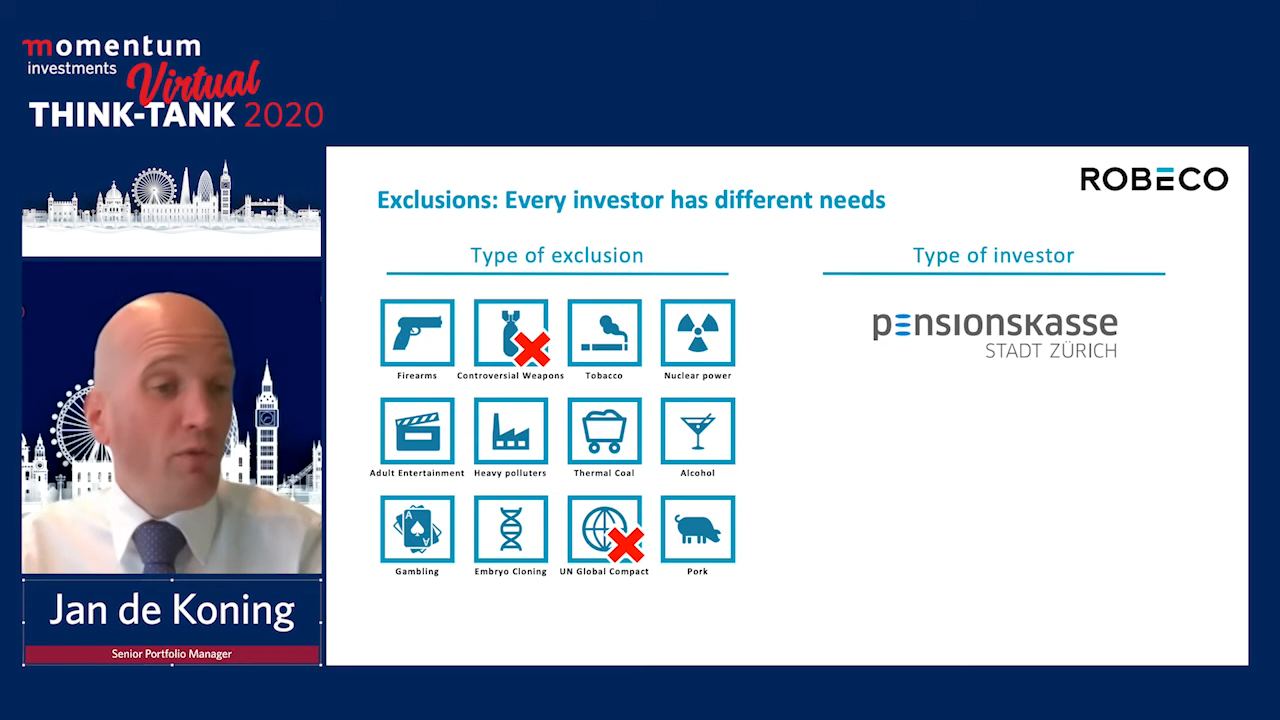 momentum
investments
Virtual
THINK-TANK 2020
ROBECO
Exclusions: Every investor has different needs
Type of exclusion
Type of investor
Firearms
Controversial Weapons
Tobacco
Nuclear power
pensionskasse
STADT ZÜRICH
Adult Entertainment
Heavy polluters
Thermal Coal
Alcohol
A
Gambling
Embryo Cloning
UN Global Compact
Pork
Jan de Koning
Senior Portfolio Manager